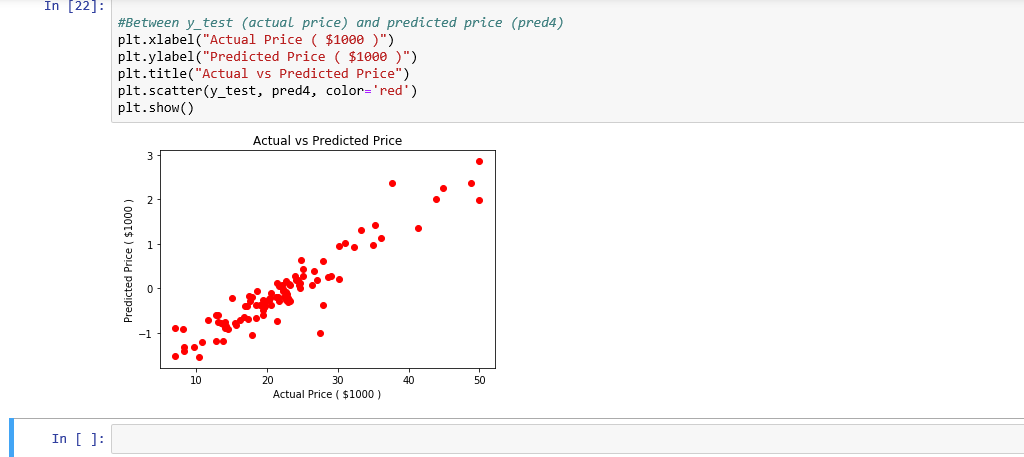 In [22]:
#Between y_test (actual price) and predicted price (pred4)
plt.xlabel("Actual Price ( $1000 )")
plt.ylabel("Predicted Price ( $1000 )")
plt.title("Actual vs Predicted Price")
plt.scatter(y_test, pred4, color='red')
plt.show()
Actual vs Predicted Price
Predicted Price ( $1000 )
3
2
1
0
−1
10 20 30 40 50
Actual Price ( $1000 )
In [ ]: